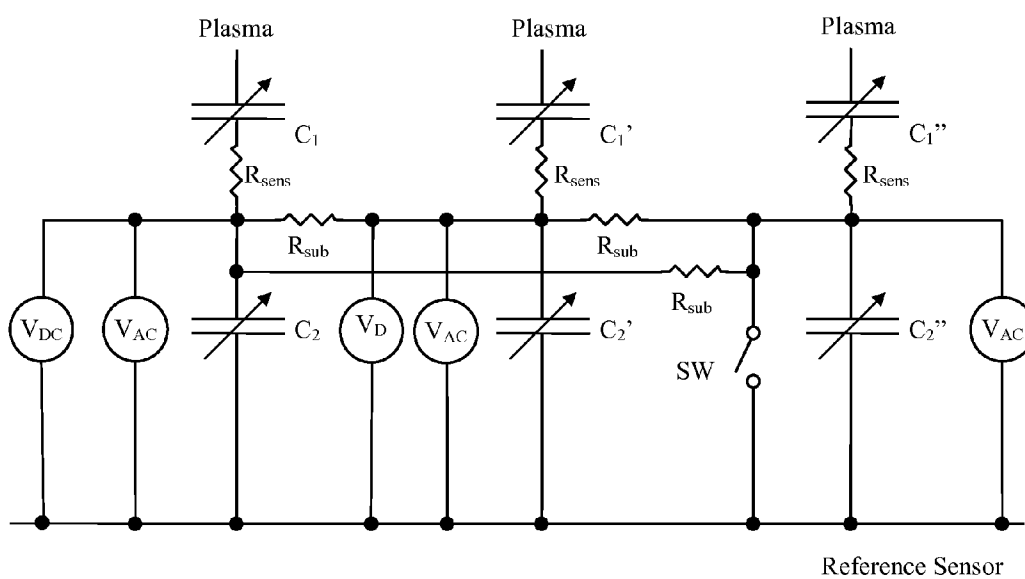 Plasma Plasma Plasma
C1 C1’ C1”
Rsens Rsens Rsens
Rsub Rsub
Rsub
VDC VAC C2 VD VAC C2’ C2” VAC
SW
Reference Sensor